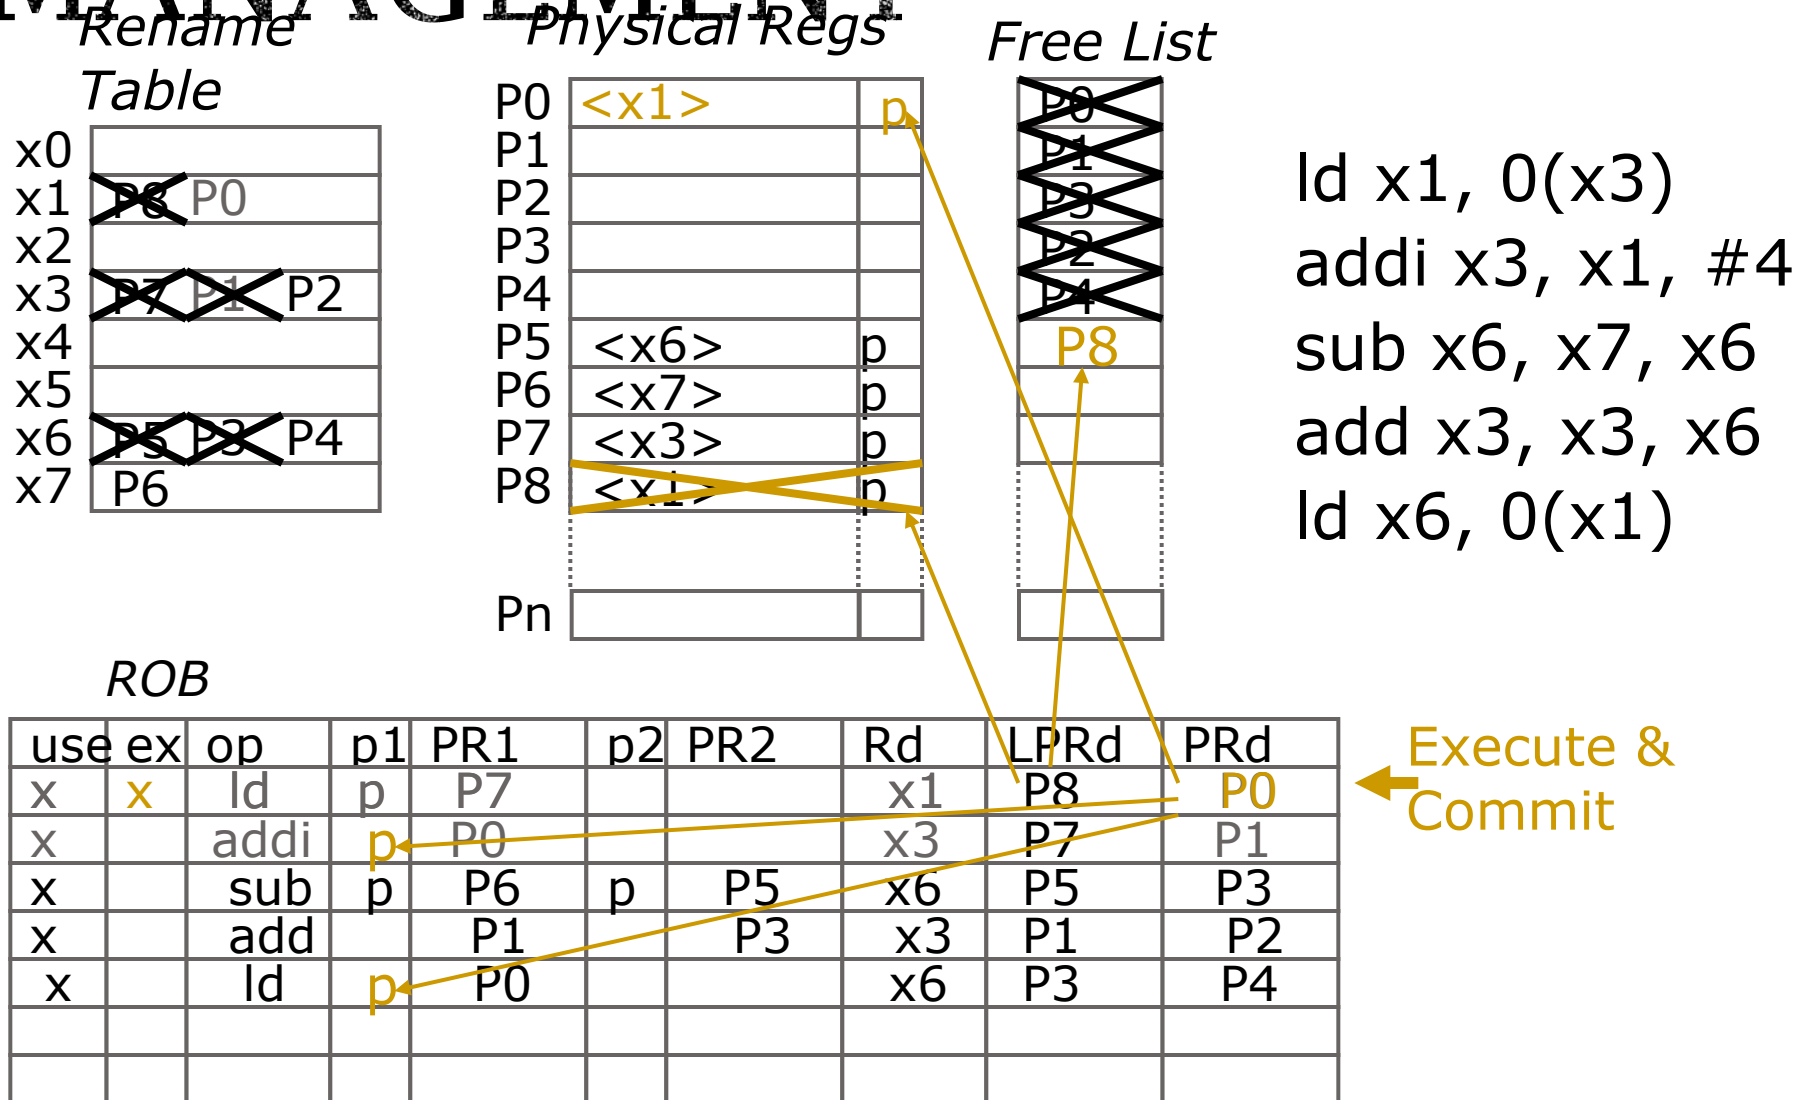 MANAGEMENT
Rename
Table
Physical Regs
Free List
x0
x1 P8 P0
x2
x3 P7 P1 P2
x4
x5
x6 P5 P3 P4
x7 P6
P0 <x1> p
P1
P2
P3
P4
P5 <x6> p
P6 <x7> p
P7 <x3> p
P8 <x1> p
Pn
P0
P1
P3
P2
P4
P8
ld x1, 0(x3)
addi x3, x1, #4
sub x6, x7, x6
add x3, x3, x6
ld x6, 0(x1)
ROB
use ex op p1 PR1 p2 PR2 Rd LPRd PRd
x x ld p P7 x1 P8 P0
x addi p P0 x3 P7 P1
x sub p P6 p P5 x6 P5 P3
x add P1 P3 x3 P1 P2
x ld p P0 x6 P3 P4
Execute &
Commit